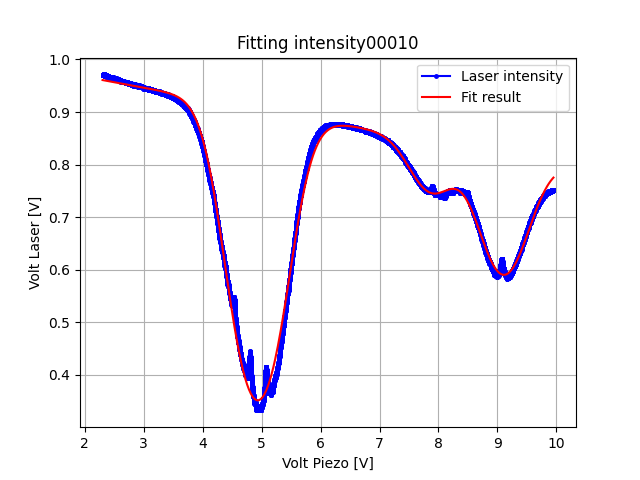 Fitting intensity00010
Laser intensity
Fit result
1.0
0.9
0.8
0.7
0.6
0.5
0.4
Volt Laser [V]
2 3 4 5 6 7 8 9 10
Volt Piezo [V]